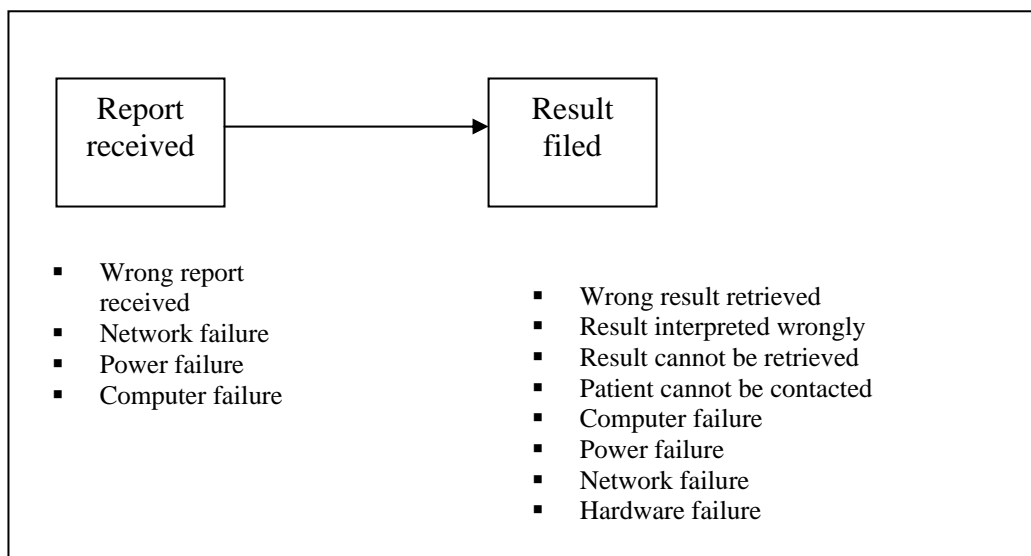 Report
received
Result
filed
▪ Wrong report
received
▪ Network failure
▪ Power failure
▪ Computer failure
▪ Wrong result retrieved
▪ Result interpreted wrongly
▪ Result cannot be retrieved
▪ Patient cannot be contacted
▪ Computer failure
▪ Power failure
▪ Network failure
▪ Hardware failure